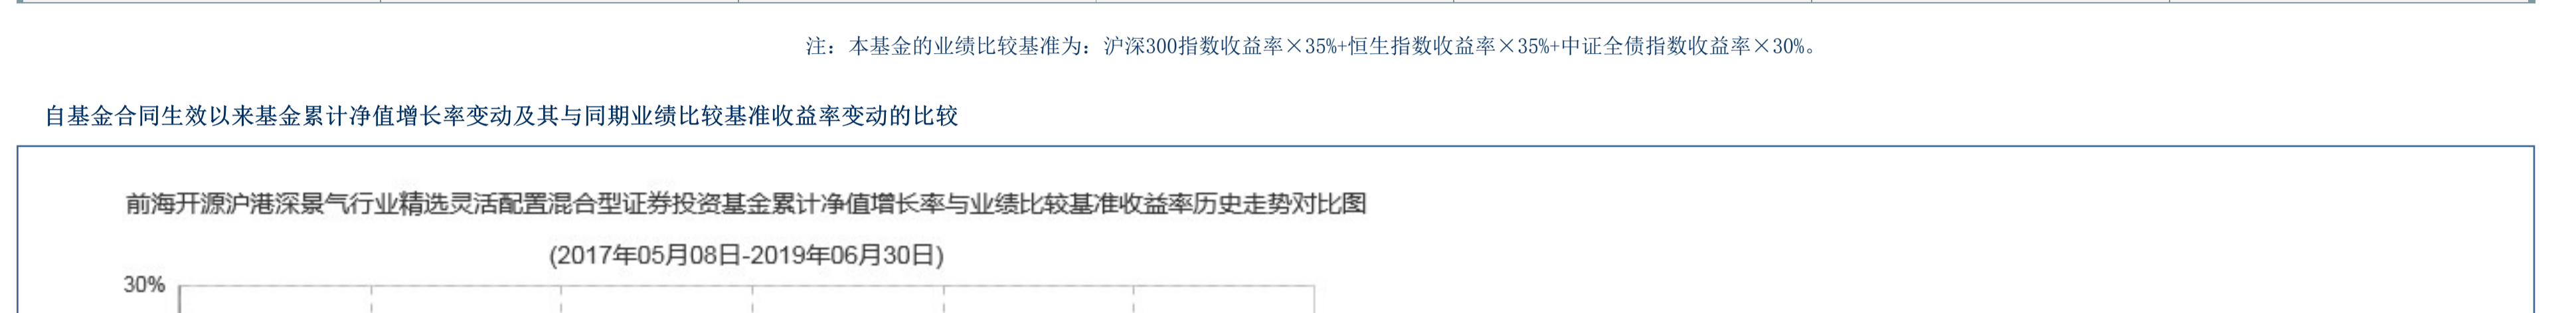 注：本基金的业绩比较基准为：沪深300指数收益率×35%+恒生指数收益率×35%+中证全债指数收益率×30%。
自基金合同生效以来基金累计净值增长率变动及其与同期业绩比较基准收益率变动的比较
前海开源沪港深景气行业精选灵活配置混合型证券投资基金累计净值增长率与业绩比较基准收益率历史走势对比图
(2017年05月08日-2019年06月30日)
30%